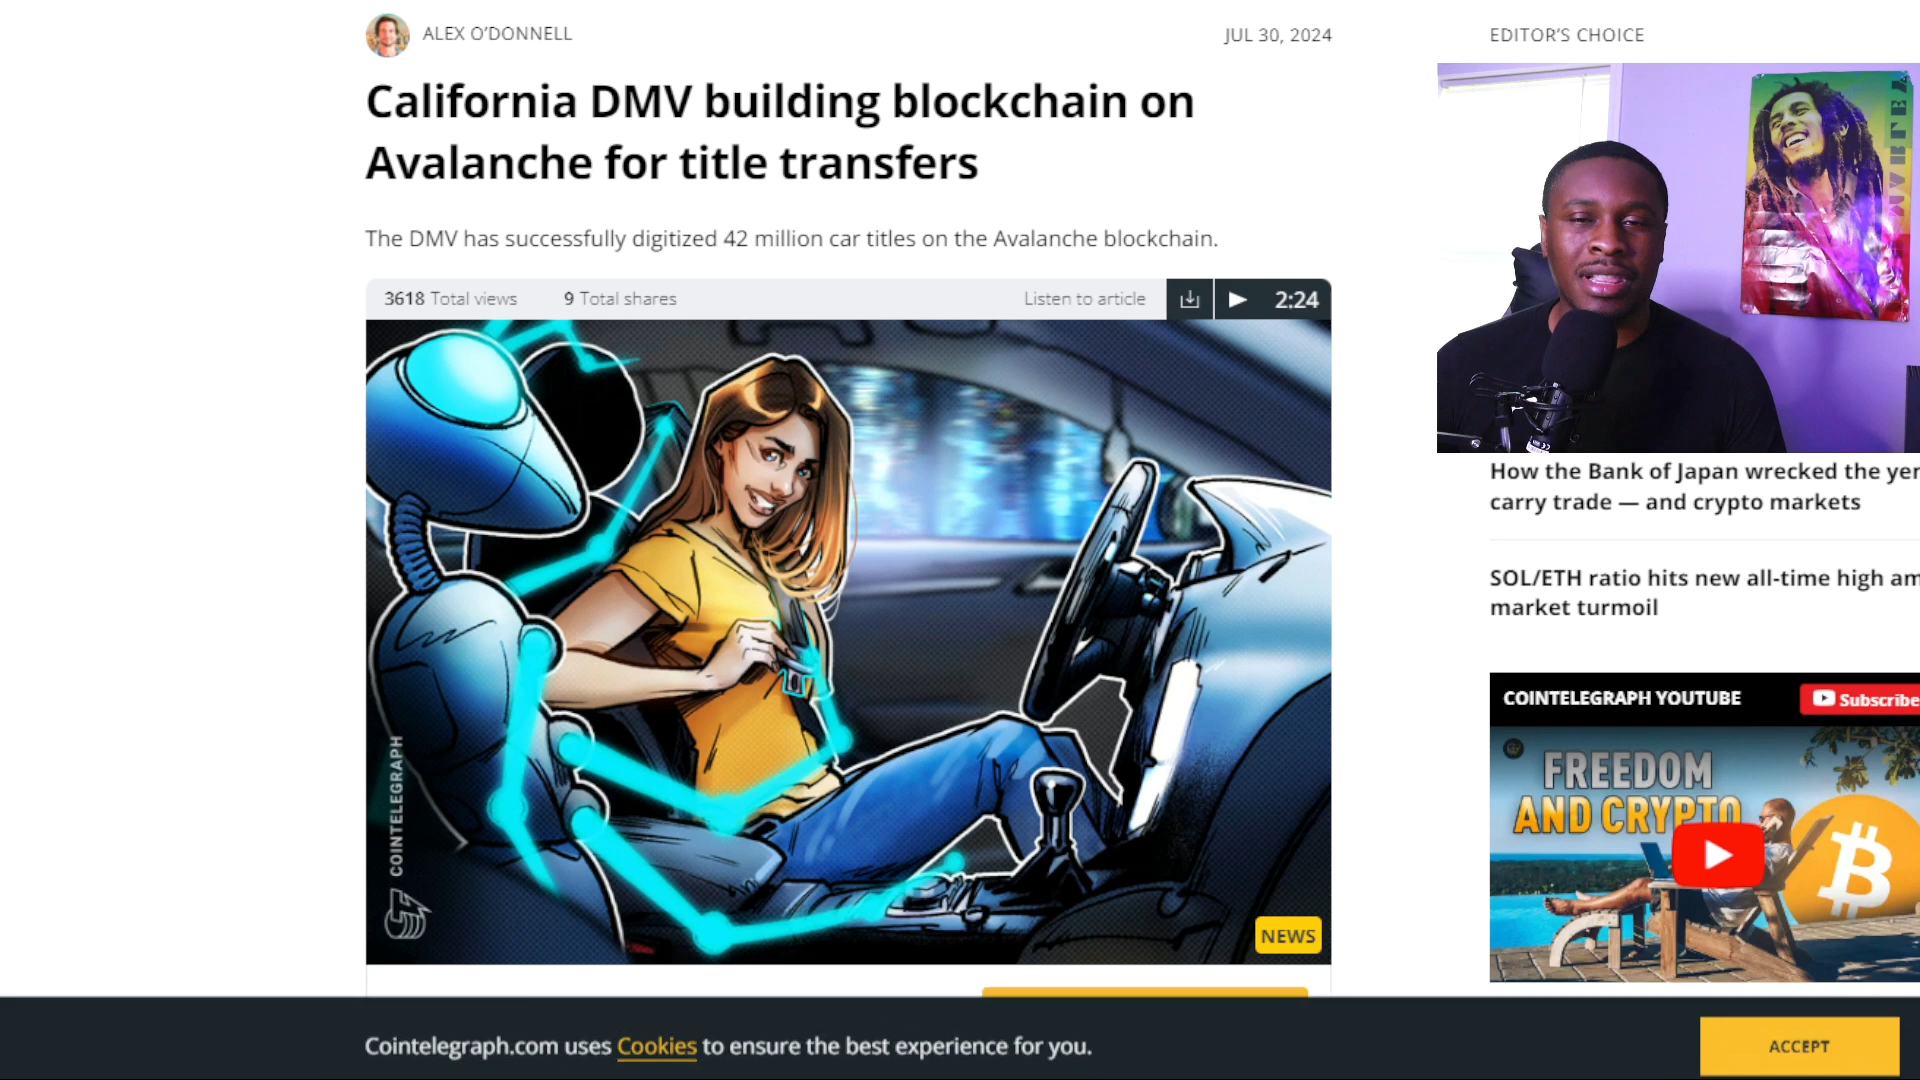 ALEX O'DONNELL
JUL 30, 2024
California DMV building blockchain on
Avalanche for title transfers
The DMV has successfully digitized 42 million car titles on the Avalanche blockchain.
3618 Total views
9 Total shares
Listen to article
2:24
COINTELEGRAPH
NEWS
EDITOR'S CHOICE
MARLEY
How the Bank of Japan wrecked the yen
carry trade — and crypto markets
SOL/ETH ratio hits new all-time high am
market turmoil
COINTELEGRAPH YOUTUBE
Subscribe
FREEDOM
AND CRYPTO
Cointelegraph.com uses Cookies to ensure the best experience for you.
ACCEPT